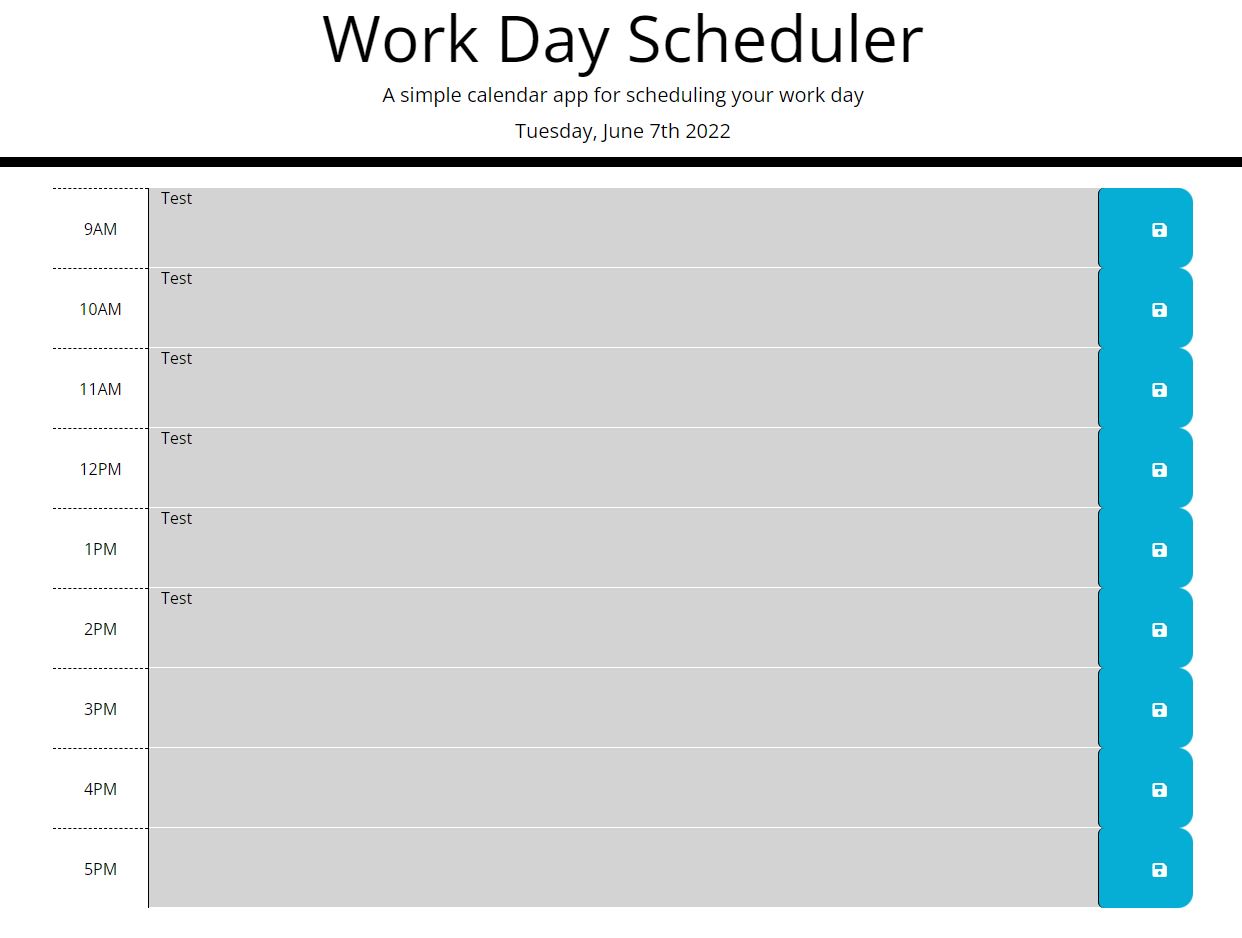 Work Day Scheduler
A simple calendar app for scheduling your work day
Tuesday, June 7th 2022
Test
9AM
Test
10AM
Test
11AM
Test
12PM
Test
1PM
Test
2PM
3PM
4PM
5PM